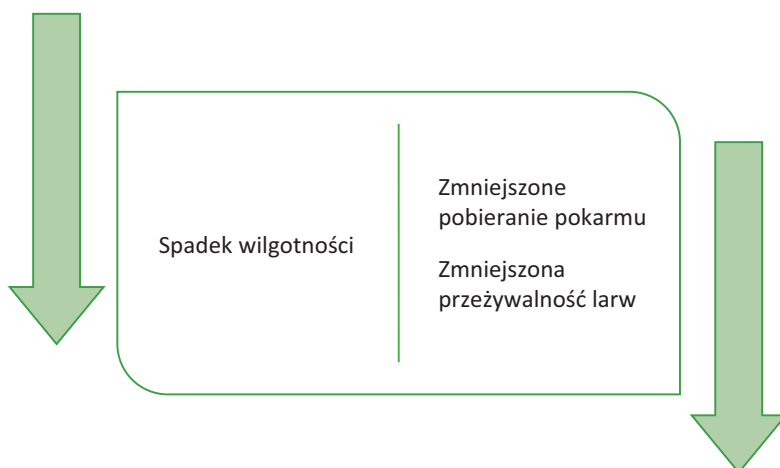 Spadek wilgotności
Zmniejszone
pobieranie pokarmu
Zmniejszona
przeżywalność larw